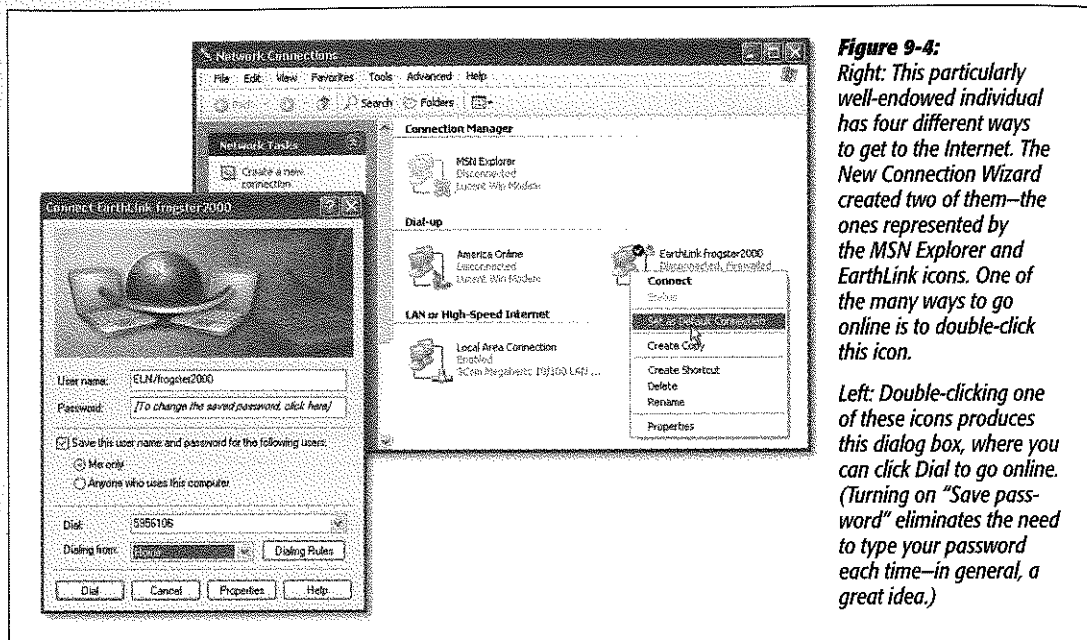 Network Connections
File Edit View Favorites Tools Advanced Help
Back Search Folders
Network Tasks
Create a new
connection
Connection Manager
MSN Explorer
Disconnected
Lucent Win Modem
Dial-up
America Online
Disconnected
Lucent Win Modem
EarthLink frogster2000
Disconnected, Firewalled
Connect
Status
Create Copy
Create Shortcut
Delete
Rename
Properties
LAN or High-Speed Internet
Local Area Connection
Enabled
3Com Megahertz 10/100 LAN ...
Connect EarthLink frogster2000
User name: ELN/frogster2000
Password: [To change the saved password, click here]
Save this user name and password for the following users:
Me only
Anyone who uses this computer
Dial: 5956106
Dialing from: Home Dialing Rules
Dial Cancel Properties Help
Figure 9-4:
Right: This particularly
well-endowed individual
has four different ways
to get to the Internet. The
New Connection Wizard
created two of them—the
ones represented by
the MSN Explorer and
EarthLink icons. One of
the many ways to go
online is to double-click
this icon.
Left: Double-clicking one
of these icons produces
this dialog box, where you
can click Dial to go online.
(Turning on "Save pass-
word" eliminates the need
to type your password
each time—in general, a
great idea.)